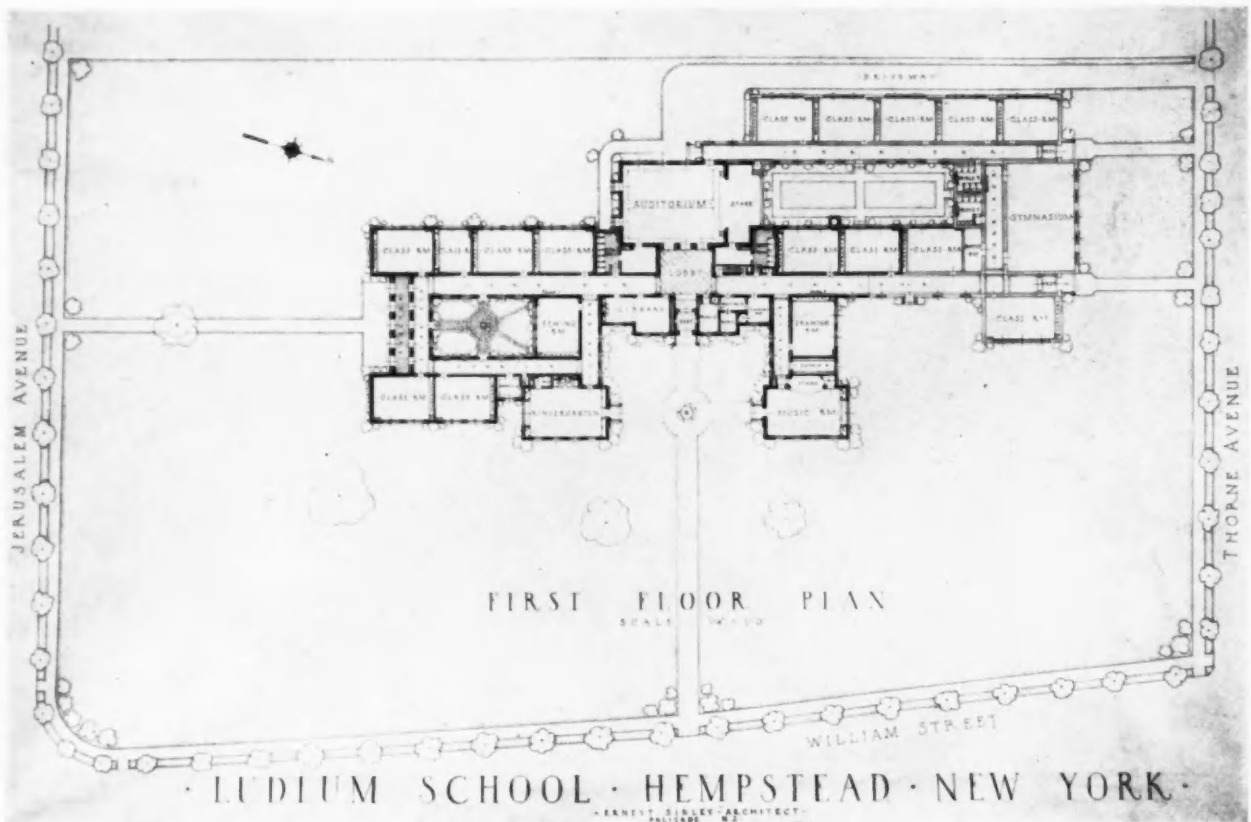 DRIVEWAY
CLASS RM. CLASS RM. CLASS RM. CLASS RM. CLASS RM.
AUDITORIUM STAGE GYMNASIUM
CLASS RM. CLASS RM. CLASS RM. CLASS RM. CLASS RM. CLASS RM. CLASS RM.
LOBBY
SEWING RM. LIBRARY DRAWING RM. CLASS RM.
CLASS RM. CLASS RM. KINDERGARTEN STAGE MUSIC RM.
JERUSALEM AVENUE
THORNE AVENUE
FIRST FLOOR PLAN
SCALE
WILLIAM STREET
· LUDLUM SCHOOL · HEMPSTEAD · NEW YORK ·
- ERNEST SIBLEY - ARCHITECT -
PALISADE N.J.